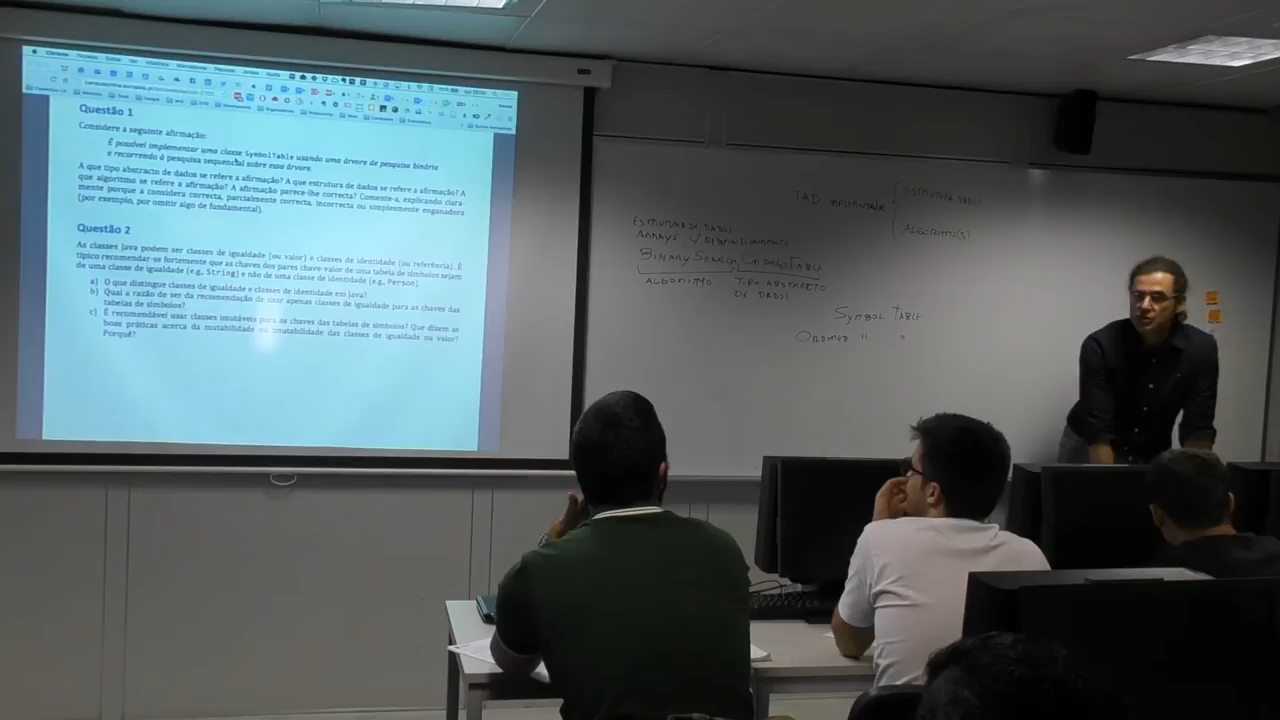 Questão 1
Considere a seguinte afirmação:
É possível implementar uma classe SymbolTable usando uma árvore de pesquisa binária
e recorrendo à pesquisa sequencial sobre essa árvore.
A que tipo abstracto de dados se refere a afirmação? A que estrutura de dados se refere a afirmação? A
que algoritmo se refere a afirmação? A afirmação parece-lhe correcta? Comente-a, explicando clara-
mente porque a considera correcta, parcialmente correcta, incorrecta ou simplesmente enganadora
(por exemplo, por omitir algo de fundamental).
Questão 2
As classes Java podem ser classes de igualdade (ou valor) e classes de identidade (ou referência). É
típico recomendar-se fortemente que as chaves dos pares chave-valor de uma tabela de símbolos sejam
de uma classe de igualdade (e.g., String) e não de uma classe de identidade (e.g., Person).
a) O que distingue classes de igualdade e classes de identidade em Java?
b) Qual a razão de ser da recomendação de usar apenas classes de igualdade para as chaves das
tabelas de símbolos?
c) É recomendável usar classes imutáveis para as chaves das tabelas de símbolos? Que dizem as
boas práticas acerca da mutabilidade ou imutabilidade das classes de igualdade ou valor?
Porquê?
TAD
ESTRUTURA DADOS
ALGORITMO(S)
ESTRUTURA DE DADOS
ARRAYS C/ REDIMENSIONAMENTO
BINARY SEARCH
ALGORITMO TIPO ABSTRACTO
DE DADOS
SYMBOL TABLE
ORDERED " "